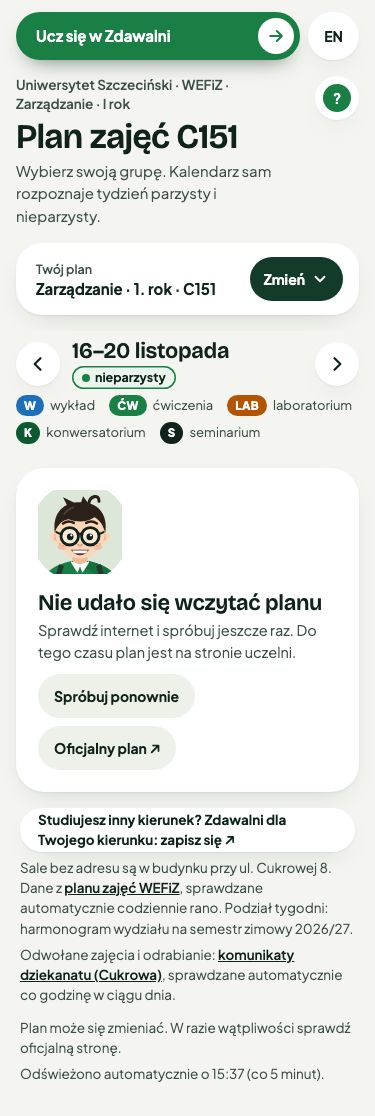 Ucz się w Zdawalni
EN
Uniwersytet Szczeciński · WEFiZ ·
Zarządzanie · I rok
?
Plan zajęć C151
Wybierz swoją grupę. Kalendarz sam
rozpoznaje tydzień parzysty i
nieparzysty.
Twój plan
Zarządzanie · 1. rok · C151
Zmień
16–20 listopada
nieparzysty
W wykład ĆW ćwiczenia LAB laboratorium
K konwersatorium S seminarium
Nie udało się wczytać planu
Sprawdź internet i spróbuj jeszcze raz. Do
tego czasu plan jest na stronie uczelni.
Spróbuj ponownie
Oficjalny plan ↗
Studiujesz inny kierunek? Zdawalni dla
Twojego kierunku: zapisz się ↗
Sale bez adresu są w budynku przy ul. Cukrowej 8.
Dane z planu zajęć WEFiZ, sprawdzane
automatycznie codziennie rano. Podział tygodni:
harmonogram wydziału na semestr zimowy 2026/27.
Odwołane zajęcia i odrabianie: komunikaty
dziekanatu (Cukrowa), sprawdzane automatycznie
co godzinę w ciągu dnia.
Plan może się zmieniać. W razie wątpliwości sprawdź
oficjalną stronę.
Odświeżono automatycznie o 15:37 (co 5 minut).